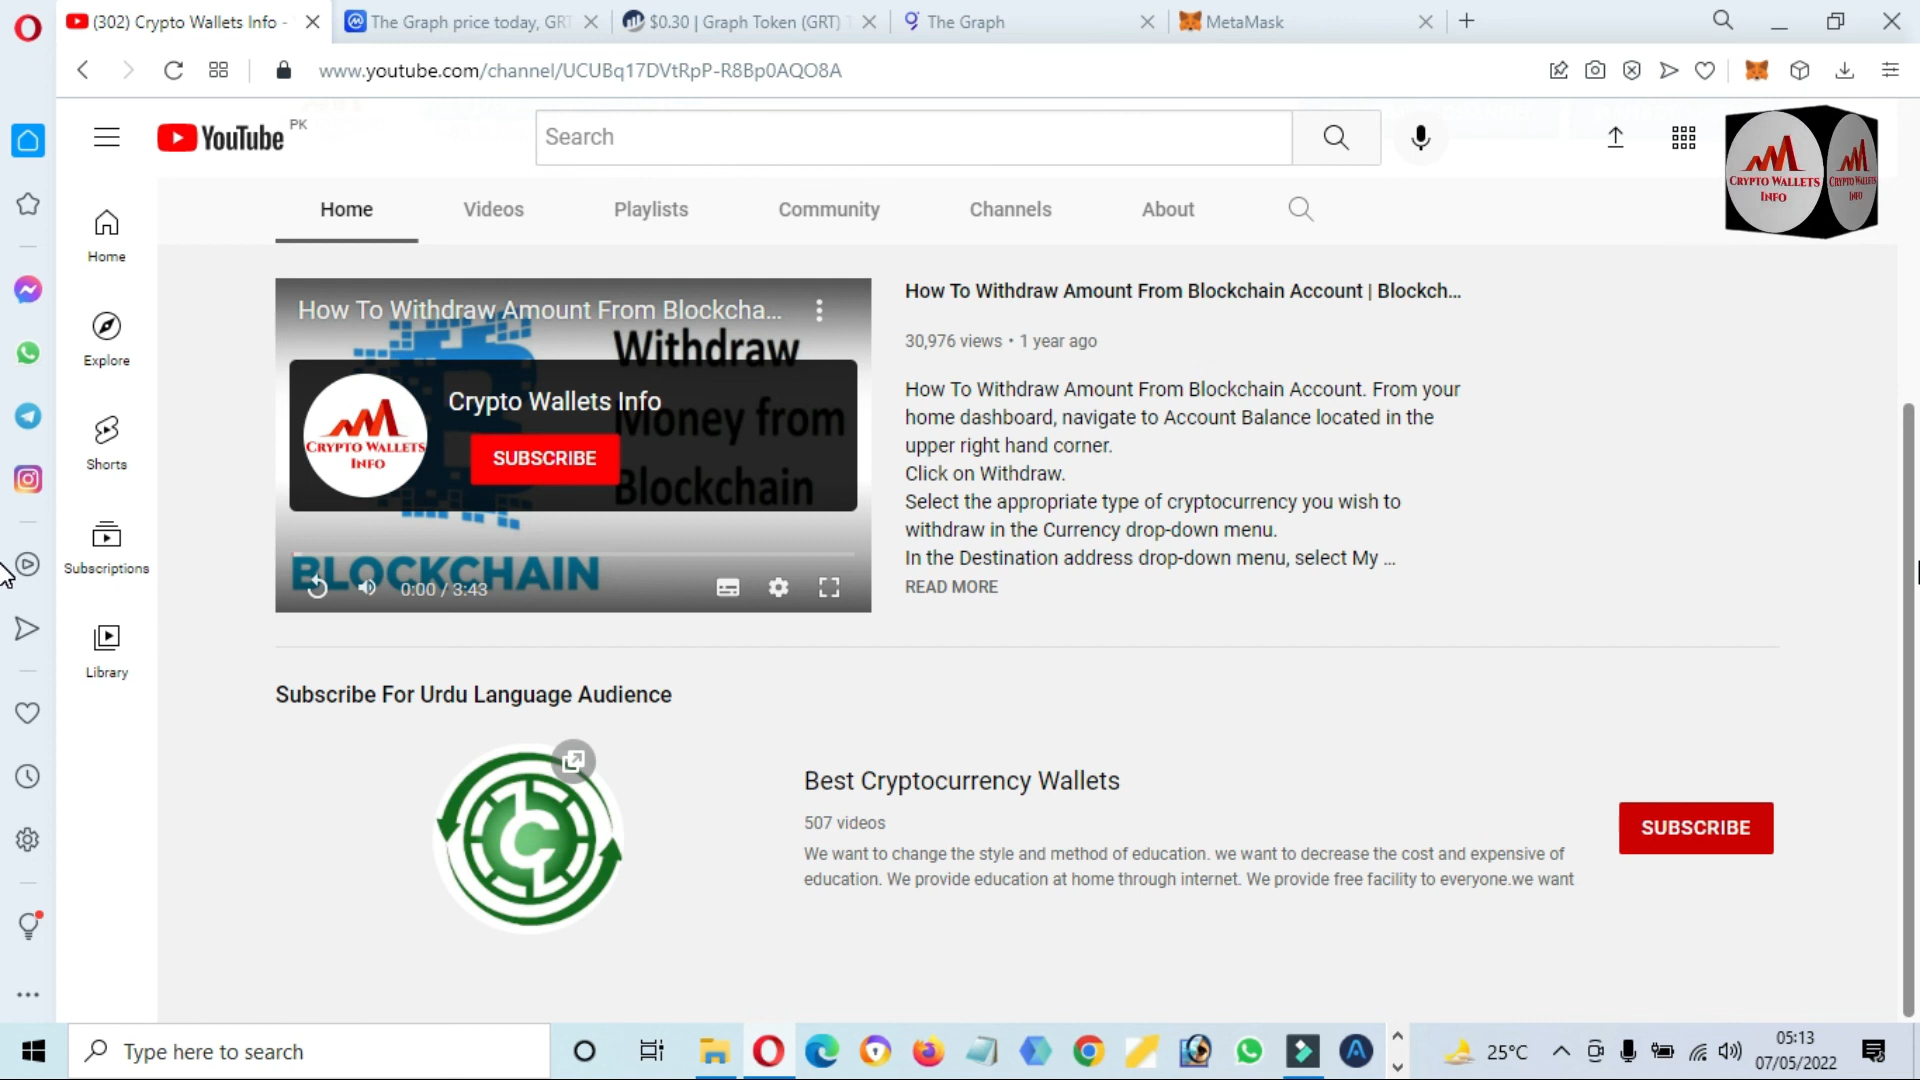 (302) Crypto Wallets Info -
The Graph price today, GRT
$0.30 | Graph Token (GRT)
The Graph
MetaMask
www.youtube.com/channel/UCUBq17DVtRpP-R8Bp0AQO8A
YouTube PK
Search
CRYPTO WALLETS INFO
CRYPTO WALLETS INFO
Home
Videos
Playlists
Community
Channels
About
Home
Explore
Shorts
Subscriptions
Library
How To Withdraw Amount From Blockcha...
Withdraw
Money from
Blockchain
Crypto Wallets Info
SUBSCRIBE
CRYPTO WALLETS
INFO
BLOCKCHAIN
0:00 / 3:43
How To Withdraw Amount From Blockchain Account | Blockch...
30,976 views • 1 year ago
How To Withdraw Amount From Blockchain Account. From your
home dashboard, navigate to Account Balance located in the
upper right hand corner.
Click on Withdraw.
Select the appropriate type of cryptocurrency you wish to
withdraw in the Currency drop-down menu.
In the Destination address drop-down menu, select My ...
READ MORE
Subscribe For Urdu Language Audience
Best Cryptocurrency Wallets
507 videos
We want to change the style and method of education. we want to decrease the cost and expensive of
education. We provide education at home through internet. We provide free facility to everyone.we want
SUBSCRIBE
Type here to search
25°C
05:13
07/05/2022